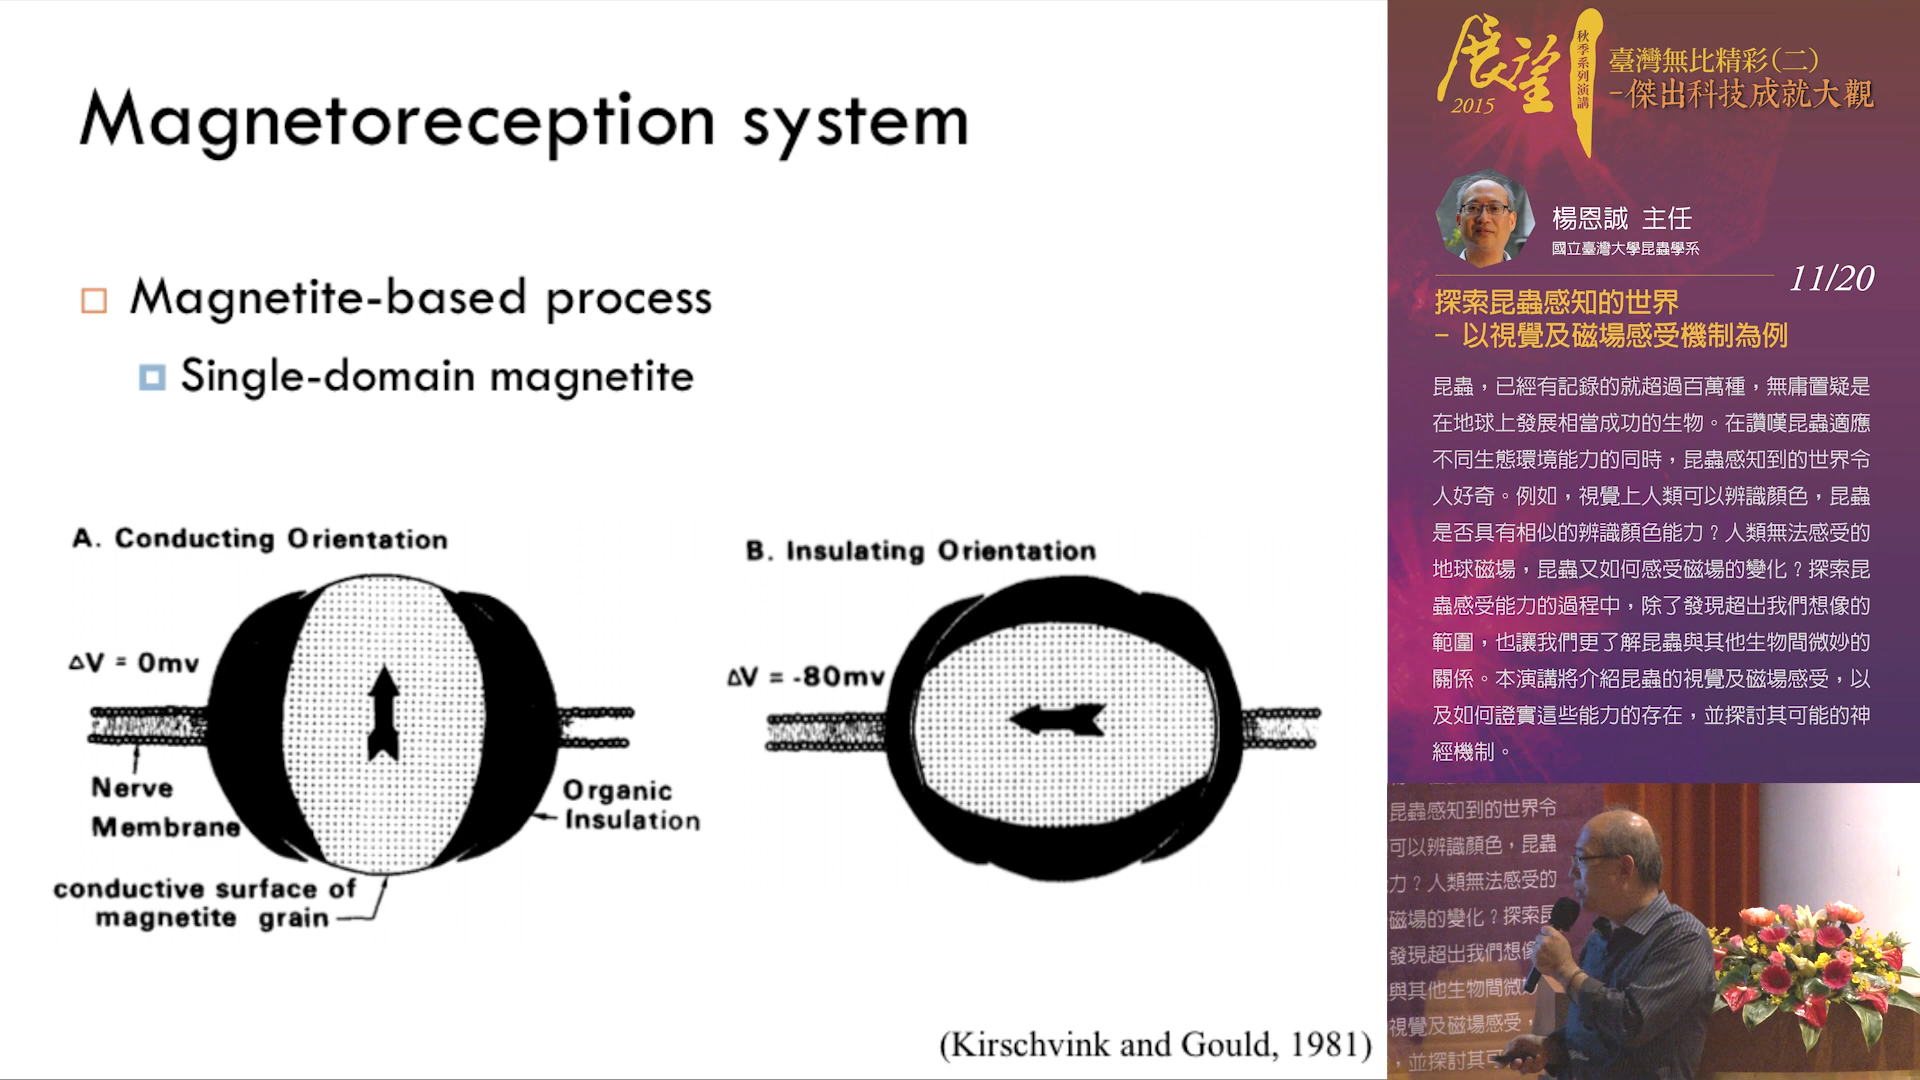 Magnetoreception system
Magnetite-based process
Single-domain magnetite
A. Conducting Orientation
ΔV = 0mv
Nerve
Membrane
Organic
Insulation
conductive surface of
magnetite grain
B. Insulating Orientation
ΔV = -80mv
(Kirschvink and Gould, 1981)
展望
2015
秋季系列演講
臺灣無比精彩(二)
-傑出科技成就大觀
楊恩誠 主任
國立臺灣大學昆蟲學系
11/20
探索昆蟲感知的世界
- 以視覺及磁場感受機制為例
昆蟲，已經有記錄的就超過百萬種，無庸置疑是
在地球上發展相當成功的生物。在讚嘆昆蟲適應
不同生態環境能力的同時，昆蟲感知到的世界令
人好奇。例如，視覺上人類可以辨識顏色，昆蟲
是否具有相似的辨識顏色能力？人類無法感受的
地球磁場，昆蟲又如何感受磁場的變化？探索昆
蟲感受能力的過程中，除了發現超出我們想像的
範圍，也讓我們更了解昆蟲與其他生物間微妙的
關係。本演講將介紹昆蟲的視覺及磁場感受，以
及如何證實這些能力的存在，並探討其可能的神
經機制。
昆蟲感知到的世界令
可以辨識顏色，昆蟲
力？人類無法感受的
磁場的變化？探索昆
發現超出我們想像
與其他生物間微
視覺及磁場感受，
，並探討其